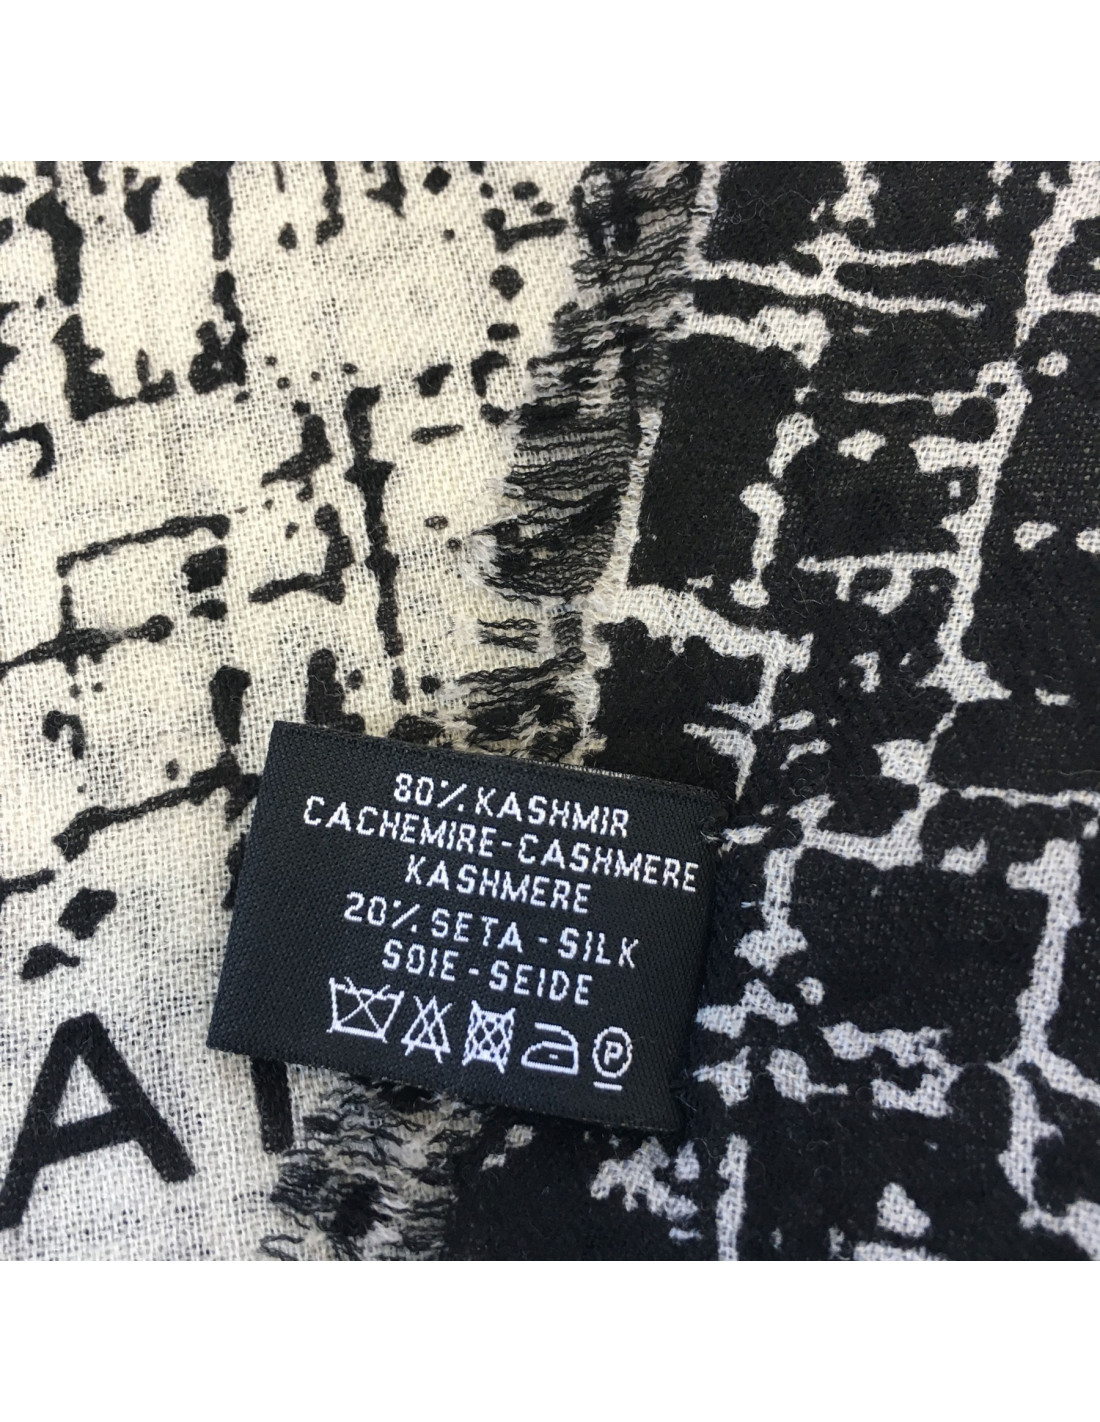 80% KASHMIR
CACHEMIRE-CASHMERE
KASHMERE
20% SETA - SILK
SOIE - SEIDE
P
A